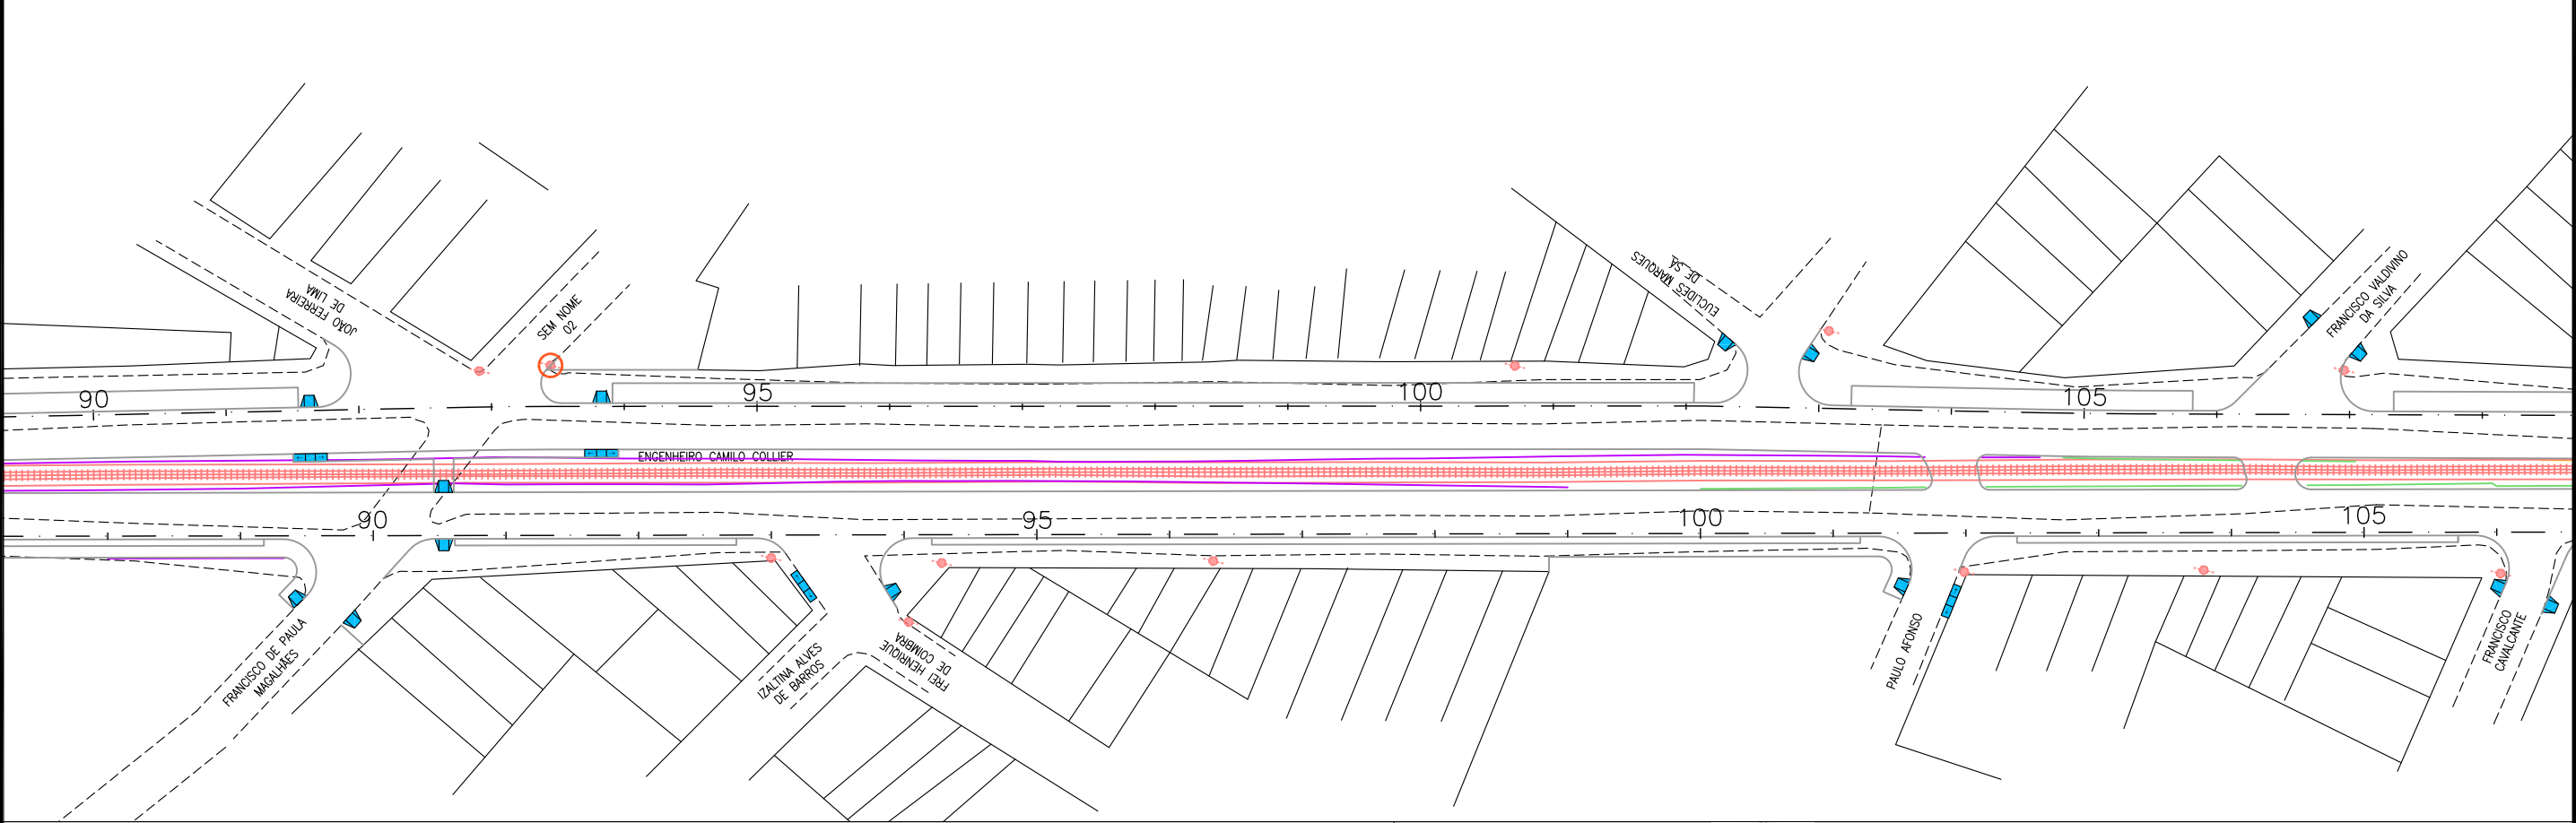 JOÃO FERREIRA
DE LIMA
SEM NOME
02
EUCLIDES MARQUES
DE SÁ
FRANCISCO VALDIVINO
DA SILVA
90
95
100
105
ENGENHEIRO CAMILO COLLIER
90
95
100
105
FRANCISCO DE PAULA
MAGALHÃES
IZALTINA ALVES
DE BARROS
FREI HENRIQUE
DE COIMBRA
PAULO AFONSO
FRANCISCO
CAVALCANTE